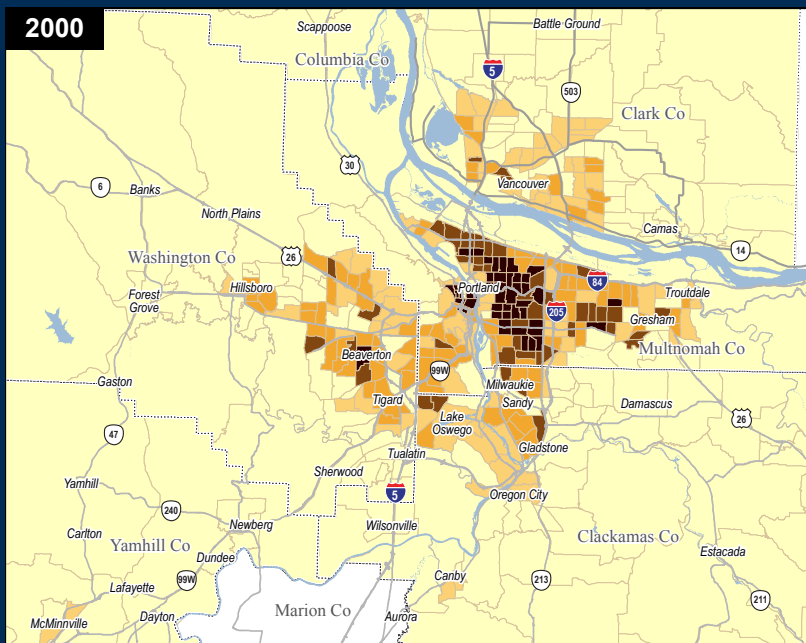 2000
Scappoose
Battle Ground
Columbia Co
5
503
Clark Co
30
6
Banks
Vancouver
North Plains
Camas
14
Washington Co
26
Hillsboro
Portland
84
Troutdale
Forest
Grove
205
Gresham
Multnomah Co
Beaverton
99W
Gaston
Milwaukie
Tigard
Sandy
Damascus
26
Lake
Oswego
47
Gladstone
Tualatin
Sherwood
Yamhill
5
Oregon City
240
Newberg
Wilsonville
Carlton
Clackamas Co
Yamhill Co
Dundee
Estacada
99W
Canby
213
Lafayette
211
Marion Co
Aurora
McMinnville
Dayton